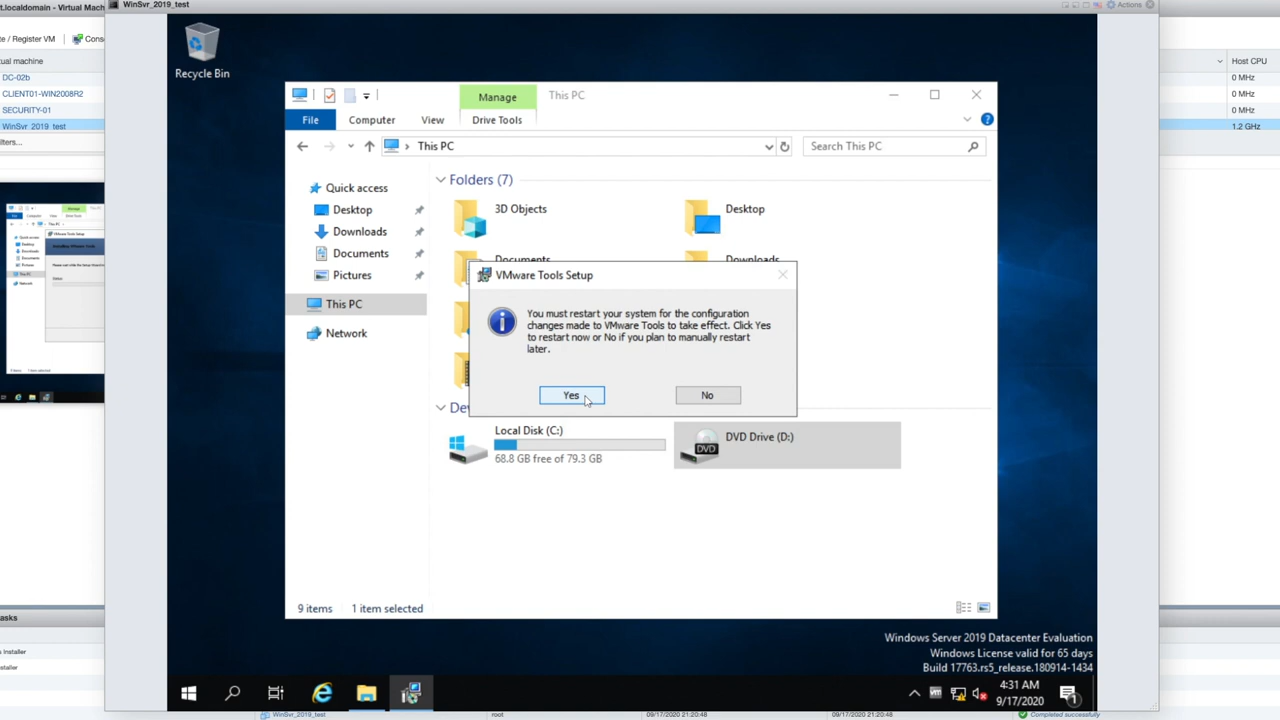 t.localdomain - Virtual Mach
WinSvr_2019_test
Actions
te / Register VM
Cons
tual machine
DC-02b
CLIENT01-WIN2008R2
SECURITY-01
WinSvr_2019_test
ilters...
Host CPU
0 MHz
0 MHz
0 MHz
1.2 GHz
Recycle Bin
Manage
This PC
File
Computer
View
Drive Tools
This PC
Search This PC
Quick access
Desktop
Downloads
Documents
Pictures
This PC
Network
Folders (7)
3D Objects
Desktop
Documents
Downloads
VMware Tools Setup
You must restart your system for the configuration
changes made to VMware Tools to take effect. Click Yes
to restart now or No if you plan to manually restart
later.
Yes
No
Dev
Local Disk (C:)
68.8 GB free of 79.3 GB
DVD Drive (D:)
DVD
9 items
1 item selected
Windows Server 2019 Datacenter Evaluation
Windows License valid for 65 days
Build 17763.rs5_release.180914-1434
4:31 AM
9/17/2020
1
asks
s Installer
staller
WinSvr_2019_test
root
09/17/2020 21:20:48
09/17/2020 21:20:48
Completed successfully